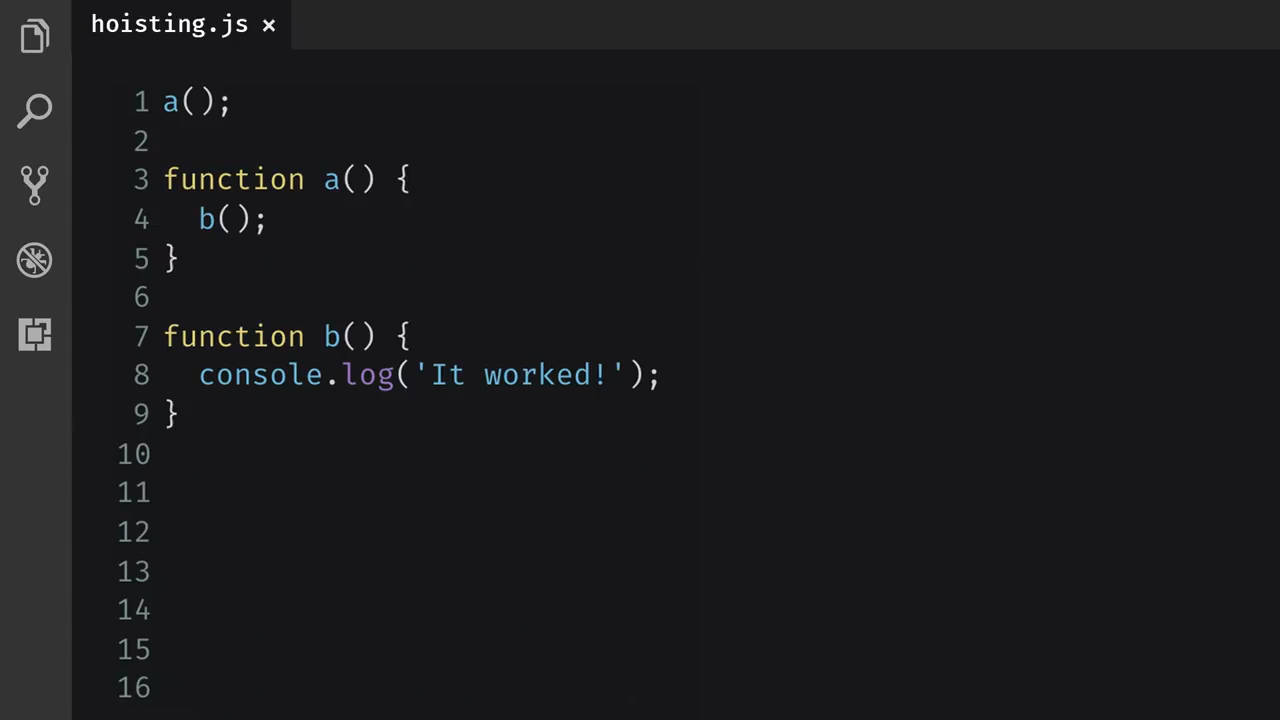 hoisting.js ×
1 a();
2
3 function a() {
4   b();
5 }
6
7 function b() {
8   console.log('It worked!');
9 }
10
11
12
13
14
15
16